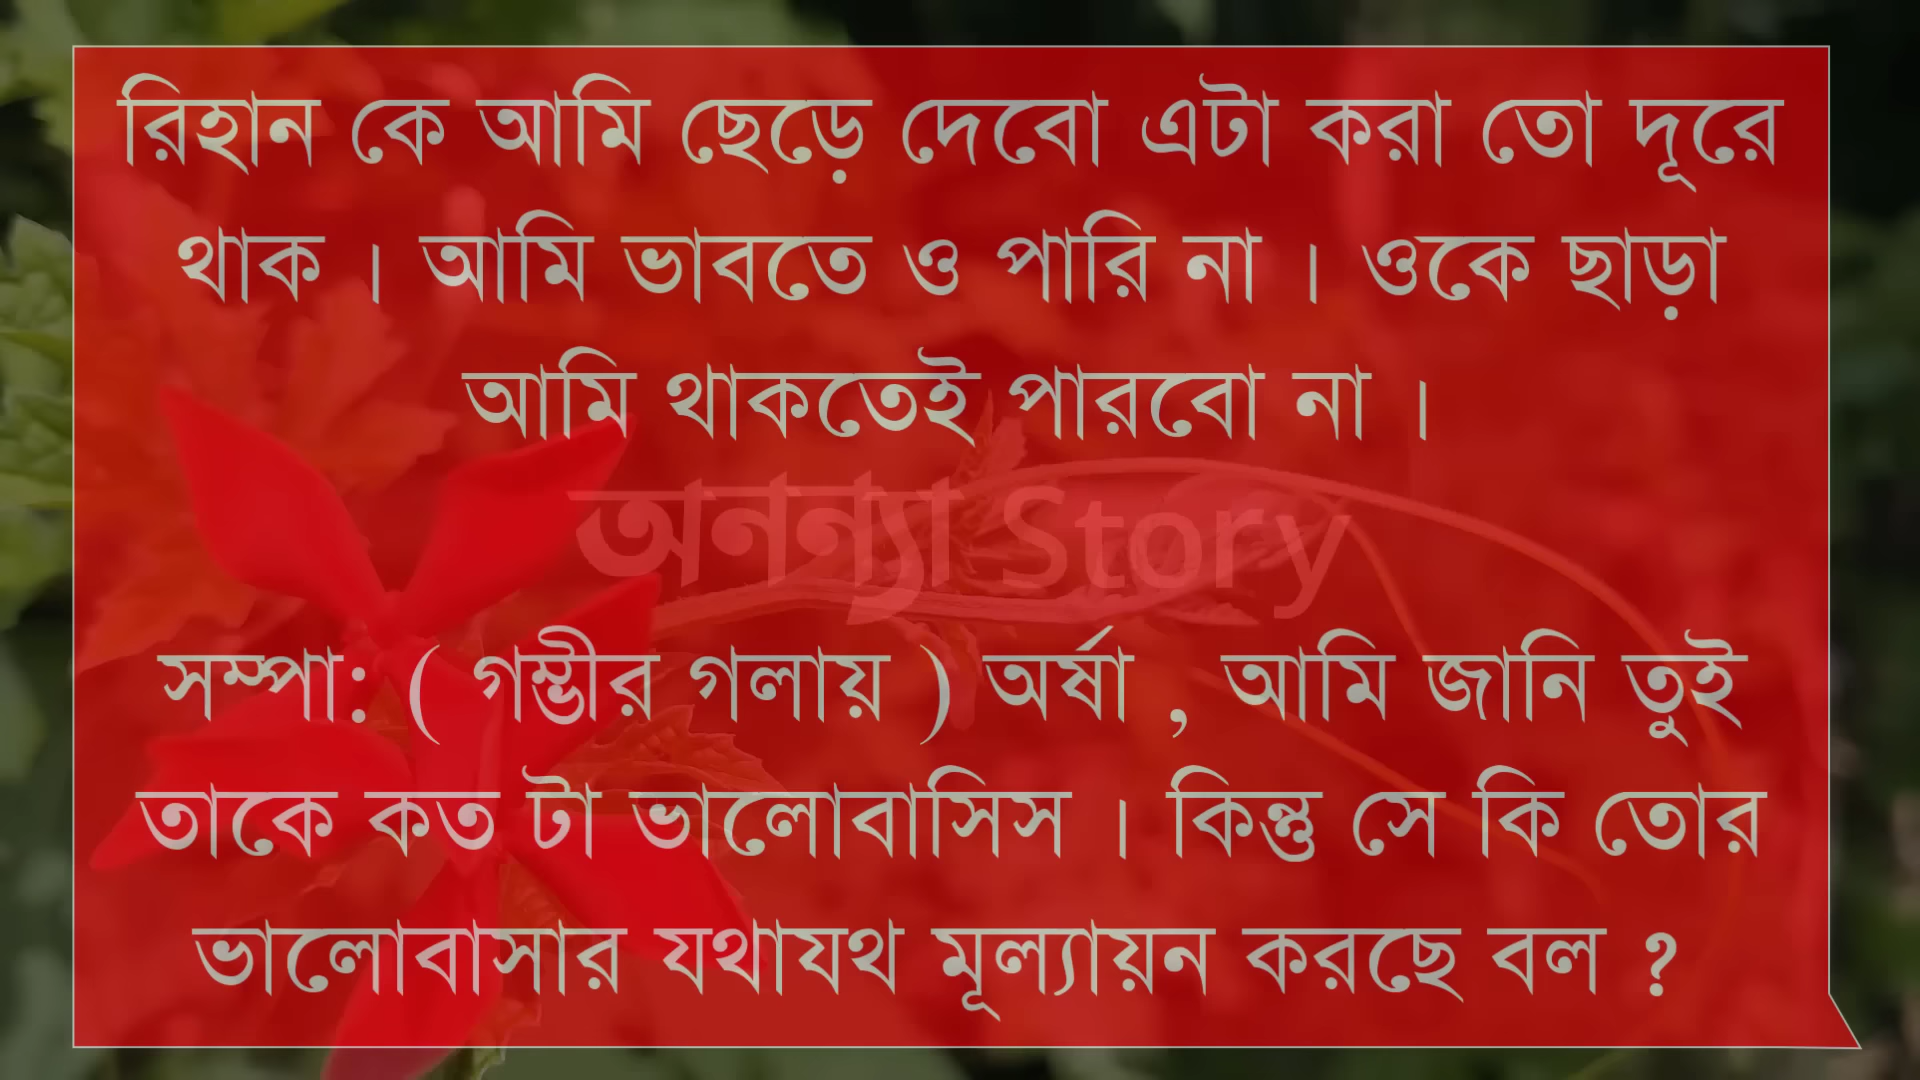 রিহান কে আমি ছেড়ে দেবো এটা করা তো দূরে
থাক । আমি ভাবতে ও পারি না । ওকে ছাড়া
আমি থাকতেই পারবো না ।
অনন্যা Story
সম্পা: ( গম্ভীর গলায় ) অর্ষা , আমি জানি তুই
তাকে কত টা ভালোবাসিস । কিন্তু সে কি তোর
ভালোবাসার যথাযথ মূল্যায়ন করছে বল ?